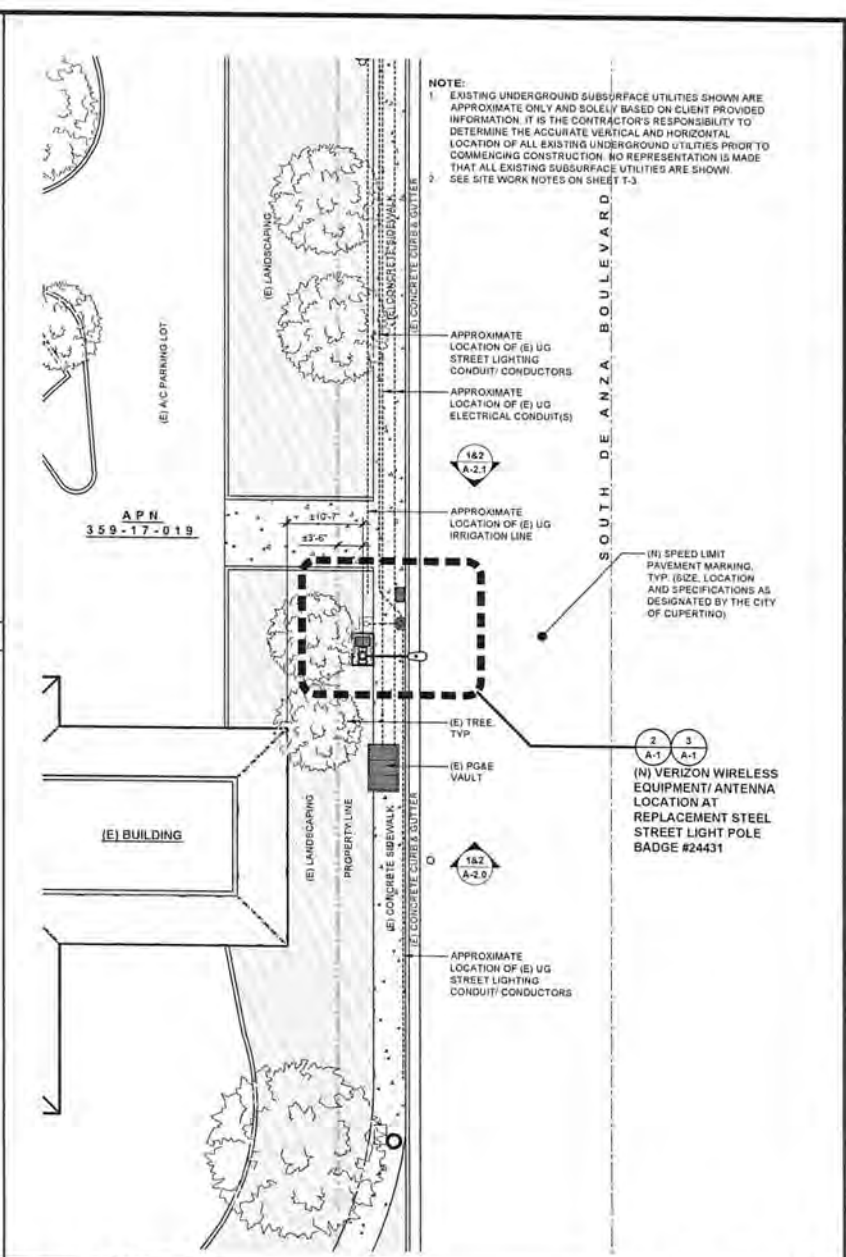 NOTE:
1. EXISTING UNDERGROUND SUBSURFACE UTILITIES SHOWN ARE
APPROXIMATE ONLY AND SOLELY BASED ON CLIENT PROVIDED
INFORMATION. IT IS THE CONTRACTOR'S RESPONSIBILITY TO
DETERMINE THE ACCURATE VERTICAL AND HORIZONTAL
LOCATION OF ALL EXISTING UNDERGROUND UTILITIES PRIOR TO
COMMENCING CONSTRUCTION. NO REPRESENTATION IS MADE
THAT ALL EXISTING SUBSURFACE UTILITIES ARE SHOWN.
2. SEE SITE WORK NOTES ON SHEET T-3
SOUTH DE ANZA BOULEVARD
(E) LANDSCAPING
(E) CONCRETE SIDEWALK
(E) CONCRETE CURB & GUTTER
(E) A/C PARKING LOT
APPROXIMATE
LOCATION OF (E) UG
STREET LIGHTING
CONDUIT/ CONDUCTORS
APPROXIMATE
LOCATION OF (E) UG
ELECTRICAL CONDUIT(S)
1&2
A-2.1
APN
359-17-019
±10'-7"
±3'-6"
APPROXIMATE
LOCATION OF (E) UG
IRRIGATION LINE
(N) SPEED LIMIT
PAVEMENT MARKING,
TYP. (SIZE, LOCATION
AND SPECIFICATIONS AS
DESIGNATED BY THE CITY
OF CUPERTINO)
(E) TREE,
TYP
(E) PG&E
VAULT
2
A-1
3
A-1
(N) VERIZON WIRELESS
EQUIPMENT/ ANTENNA
LOCATION AT
REPLACEMENT STEEL
STREET LIGHT POLE
BADGE #24431
(E) BUILDING
(E) LANDSCAPING
PROPERTY LINE
(E) CONCRETE SIDEWALK
(E) CONCRETE CURB & GUTTER
1&2
A-2.0
APPROXIMATE
LOCATION OF (E) UG
STREET LIGHTING
CONDUIT/ CONDUCTORS